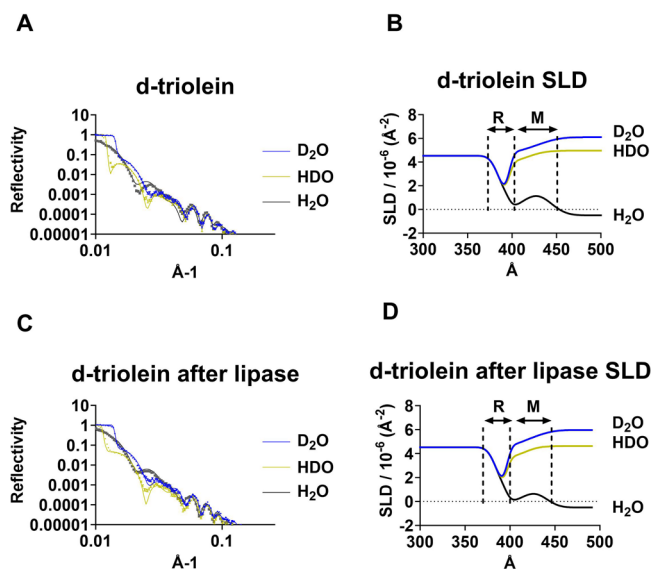 A
d-triolein
10
1
0.1
0.01
0.001
0.0001
0.00001
Reflectivity
0.01
0.1
Å-1
D₂O
HDO
H₂O
B
d-triolein SLD
R
M
8
6
4
2
0
-2
SLD / 10⁻⁶ (Å⁻²)
300
350
400
450
500
Å
D₂O
HDO
H₂O
C
d-triolein after lipase
10
1
0.1
0.01
0.001
0.0001
0.00001
Reflectivity
0.01
0.1
Å-1
D₂O
HDO
H₂O
D
d-triolein after lipase SLD
R
M
8
6
4
2
0
-2
SLD / 10⁻⁶ (Å⁻²)
300
350
400
450
500
Å
D₂O
HDO
H₂O